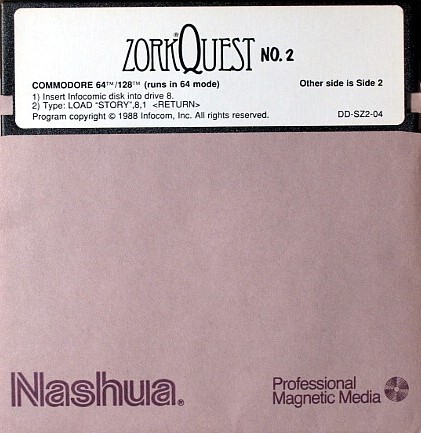 ZORK® QUEST NO. 2
COMMODORE 64™/128™ (runs in 64 mode) Other side is Side 2
1) Insert Infocomic disk into drive 8.
2) Type: LOAD "STORY",8,1 <RETURN>
Program copyright © 1988 Infocom, Inc. All rights reserved. DD-SZ2-04
Nashua®
Professional
Magnetic Media